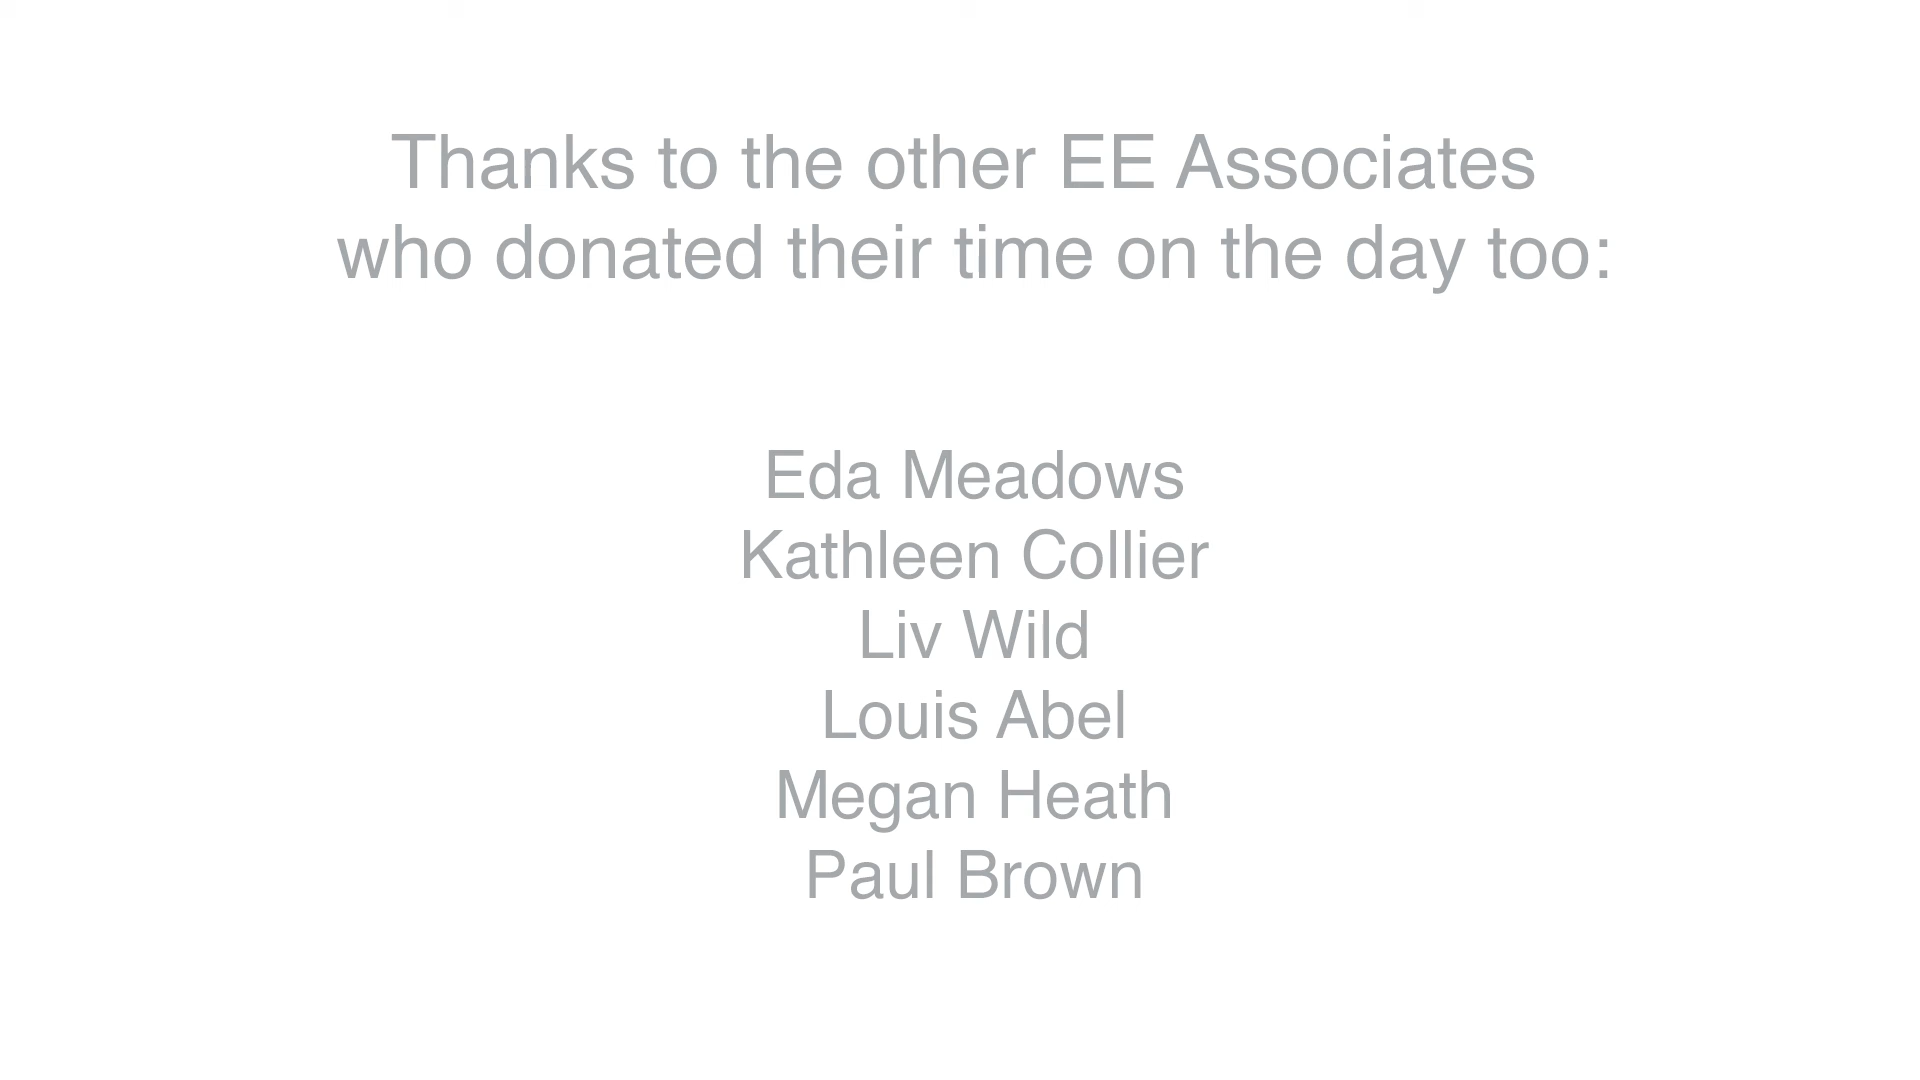 Thanks to the other EE Associates
who donated their time on the day too:
Eda Meadows
Kathleen Collier
Liv Wild
Louis Abel
Megan Heath
Paul Brown